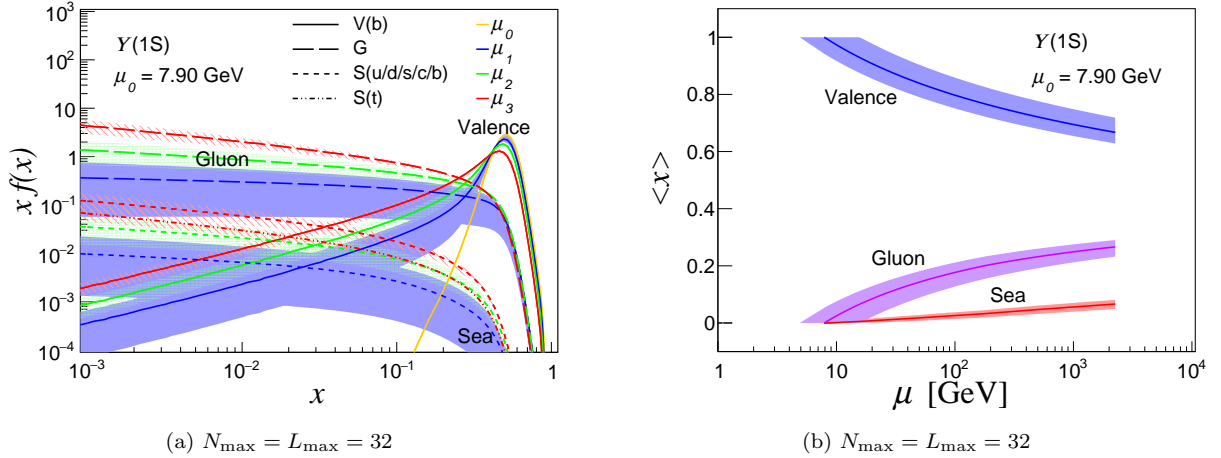 10³
10²
10
1
10⁻¹
10⁻²
10⁻³
10⁻⁴
x f(x)
Υ(1S)
μ₀ = 7.90 GeV
V(b)
G
S(u/d/s/c/b)
S(t)
μ₀
μ₁
μ₂
μ₃
Valence
Gluon
Sea
10⁻³ 10⁻² 10⁻¹ 1
x
(a) N_max = L_max = 32
1
0.8
0.6
0.4
0.2
0
<x>
Υ(1S)
μ₀ = 7.90 GeV
Valence
Gluon
Sea
1 10 10² 10³ 10⁴
μ [GeV]
(b) N_max = L_max = 32